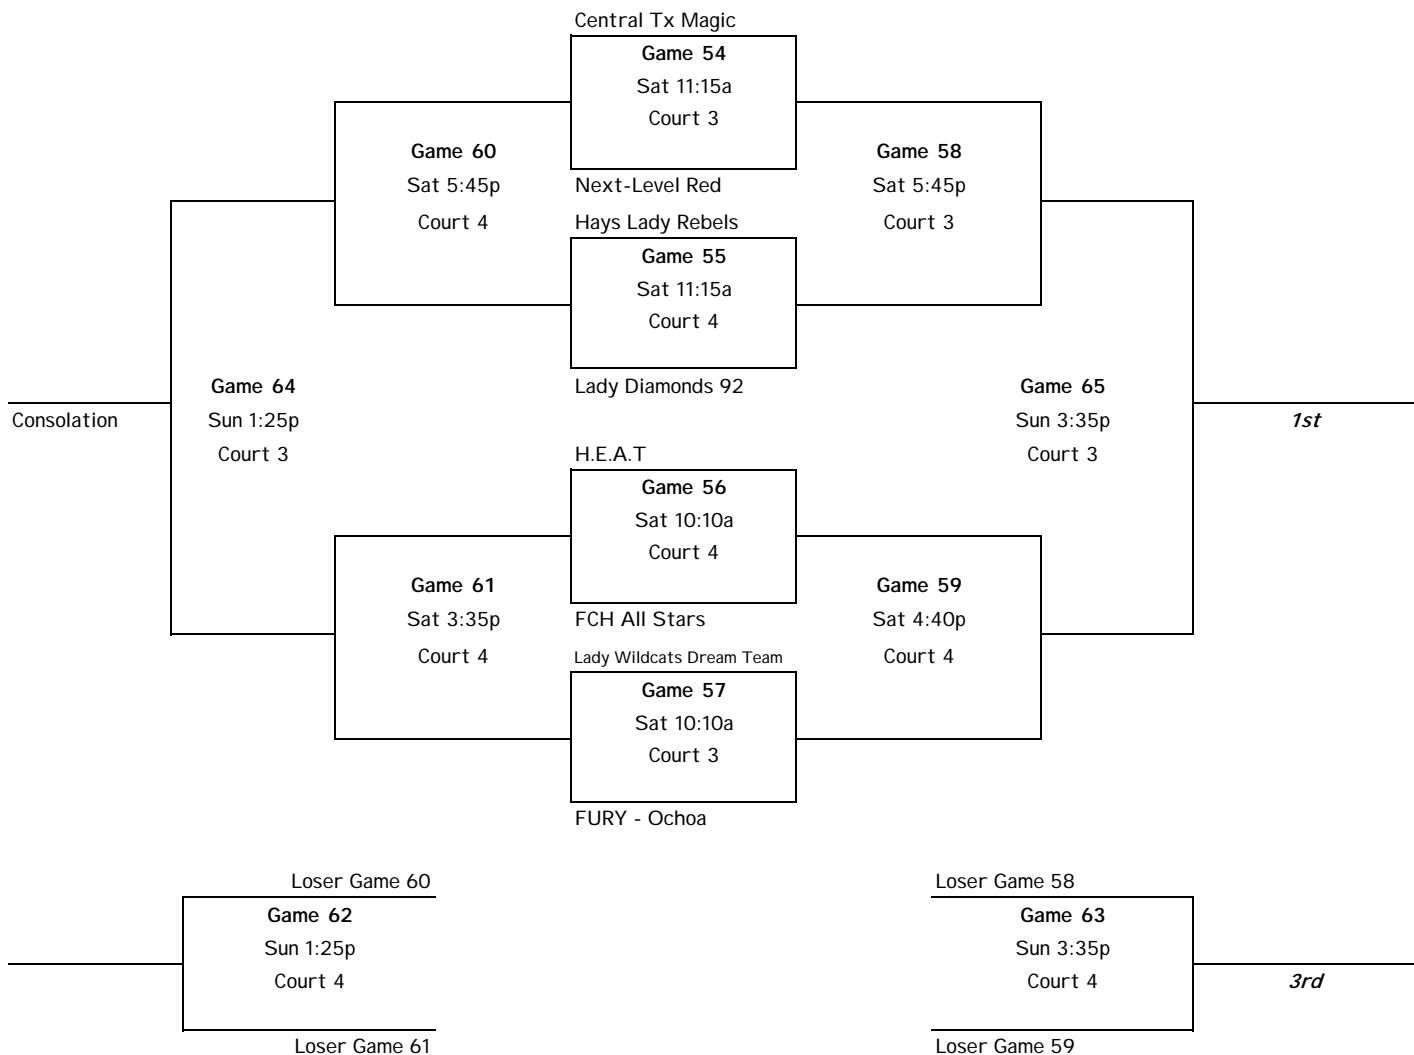 Central Tx Magic
Game 54
Sat 11:15a
Court 3
Game 60
Sat 5:45p
Court 4
Game 58
Sat 5:45p
Court 3
Next-Level Red
Hays Lady Rebels
Game 55
Sat 11:15a
Court 4
Lady Diamonds 92
Game 64
Sun 1:25p
Court 3
Consolation
Game 65
Sun 3:35p
Court 3
1st
H.E.A.T
Game 56
Sat 10:10a
Court 4
Game 61
Sat 3:35p
Court 4
Game 59
Sat 4:40p
Court 4
FCH All Stars
Lady Wildcats Dream Team
Game 57
Sat 10:10a
Court 3
FURY - Ochoa
Loser Game 60
Game 62
Sun 1:25p
Court 4
Loser Game 61
Loser Game 58
Game 63
Sun 3:35p
Court 4
3rd
Loser Game 59